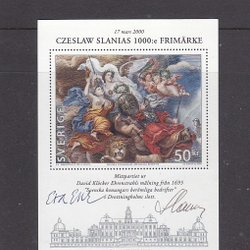 17 mars 2000
CZESLAW SLANIAS 1000:e FRIMÄRKE
SVERIGE
50 KR
Mittpartiet ur
David Klöcker Ehrenstrahls målning från 1695
"Svenska konungars berömliga bedrifter"
i Drottningholms slott.